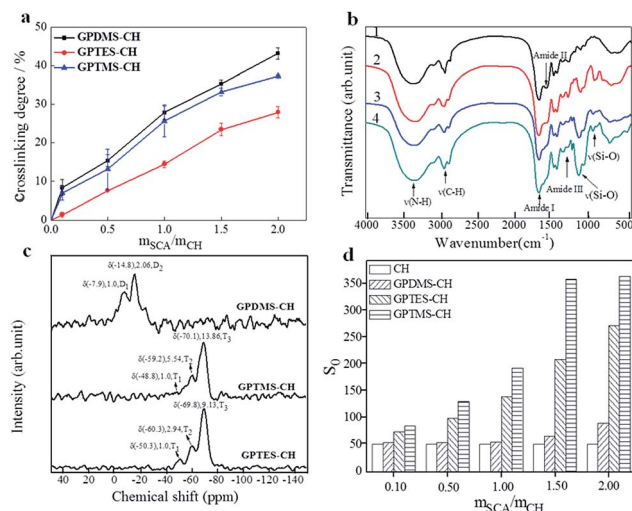 a
GPDMS-CH
GPTES-CH
GPTMS-CH
crosslinking degree / %
50
40
30
20
10
0
0.0 0.5 1.0 1.5 2.0
mSCA/mCH
b
1
2
3
4
Amide II
ν(Si-O)
ν(N-H)
ν(C-H)
Amide I
Amide III
ν(Si-O)
Transmittance (arb.unit)
4000 3000 2000 1500 1000 500
Wavenumber(cm-1)
c
δ(-14.8),2.06,D2
δ(-7.9),1.0,D1
GPDMS-CH
δ(-70.1),13.86,T3
δ(-59.2),5.54,T2
δ(-48.8),1.0,T1
GPTMS-CH
δ(-69.8),9.13,T3
δ(-60.3),2.94,T2
δ(-50.3),1.0,T1
GPTES-CH
Intensity (arb.unit)
40 20 0 -20 -40 -60 -80 -100 -120 -140
Chemical shift (ppm)
d
CH
GPDMS-CH
GPTES-CH
GPTMS-CH
S0
350
300
250
200
150
100
50
0
0.10 0.50 1.00 1.50 2.00
mSCA/mCH